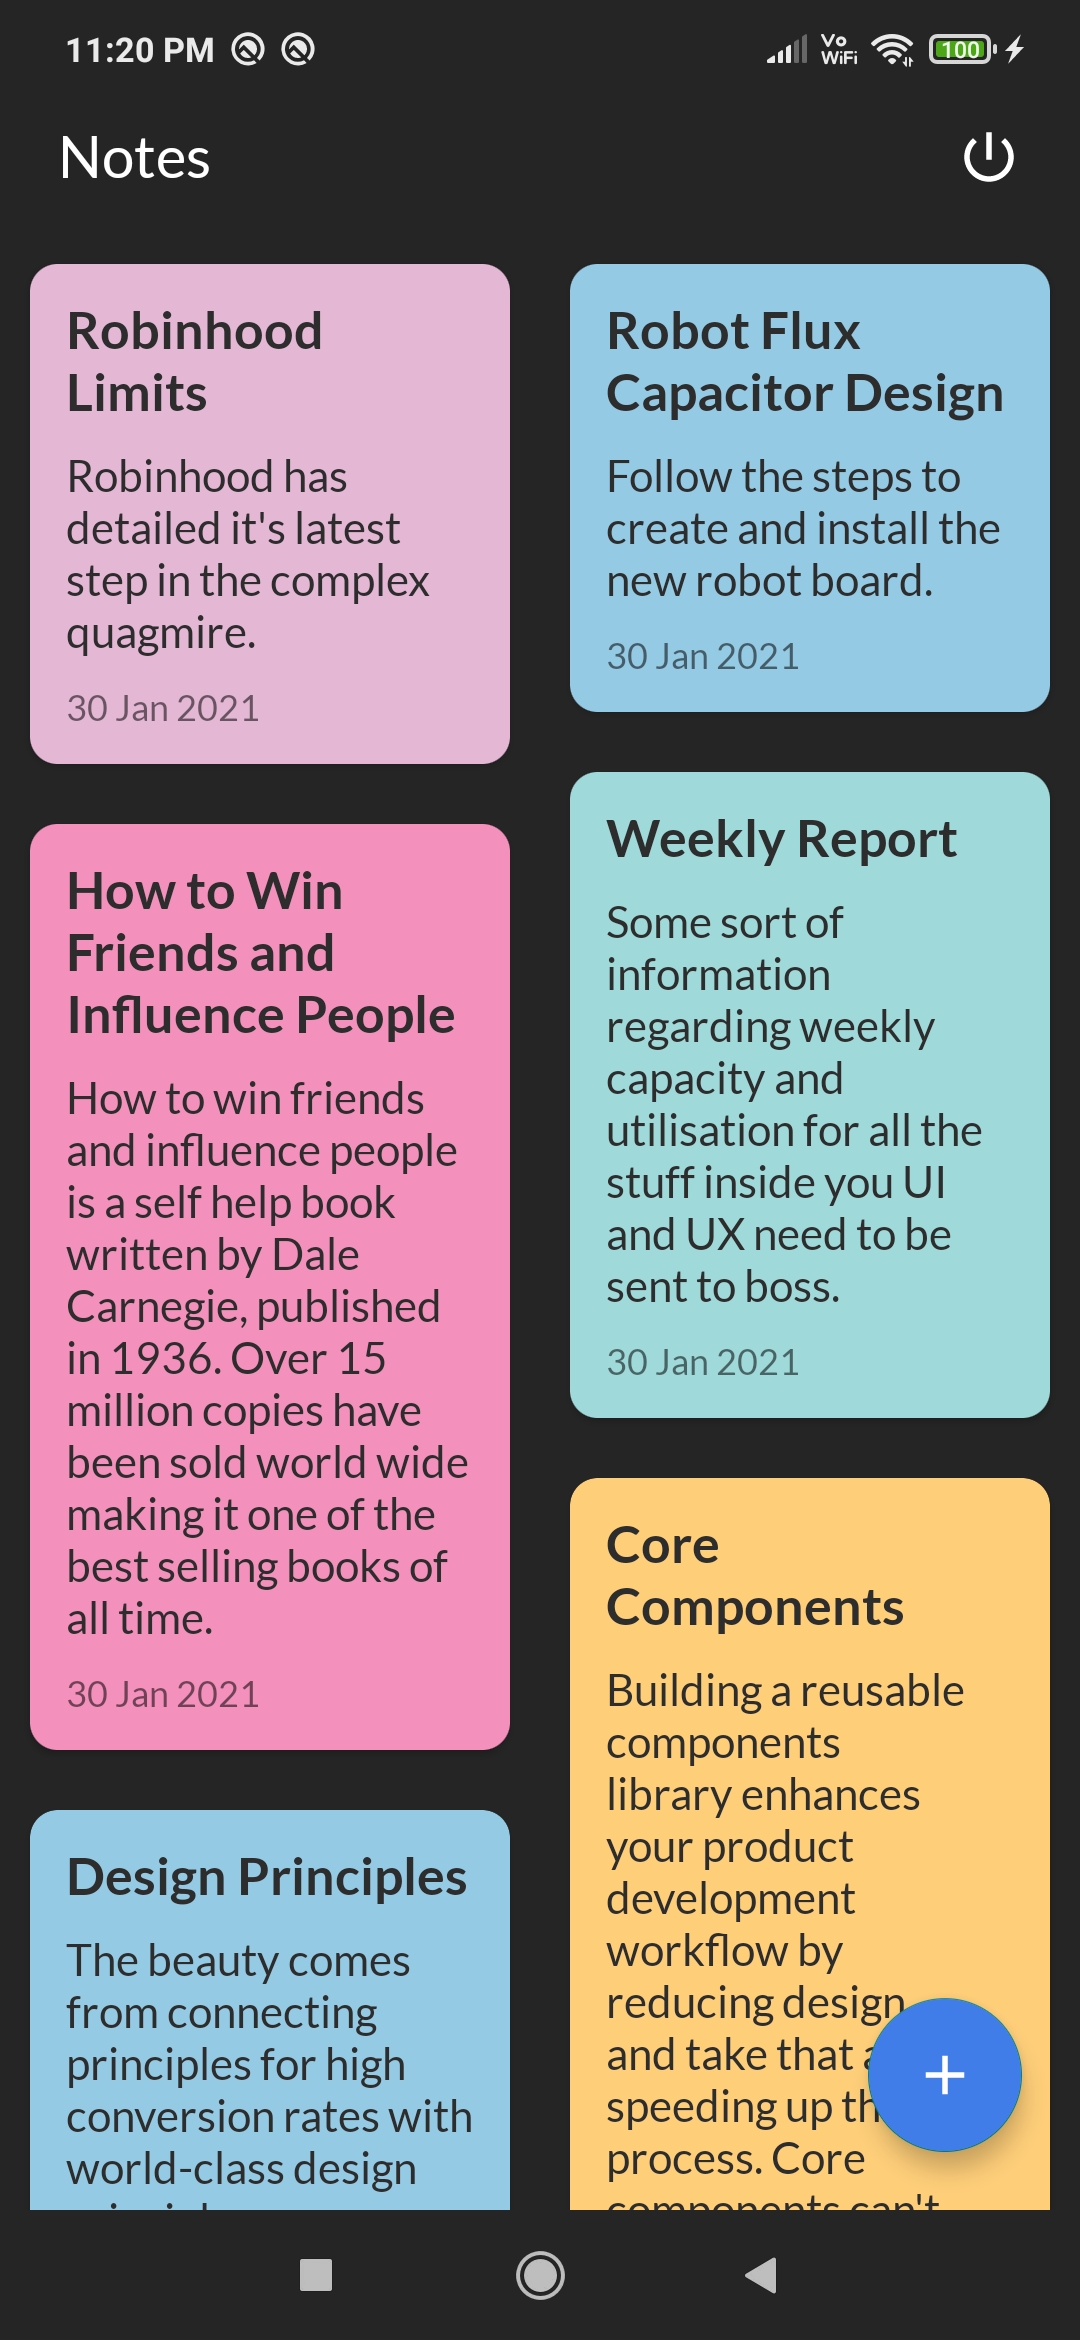 11:20 PM
Vo
WiFi
100
Notes
Robinhood
Limits
Robinhood has
detailed it's latest
step in the complex
quagmire.
30 Jan 2021
How to Win
Friends and
Influence People
How to win friends
and influence people
is a self help book
written by Dale
Carnegie, published
in 1936. Over 15
million copies have
been sold world wide
making it one of the
best selling books of
all time.
30 Jan 2021
Design Principles
The beauty comes
from connecting
principles for high
conversion rates with
world-class design
Robot Flux
Capacitor Design
Follow the steps to
create and install the
new robot board.
30 Jan 2021
Weekly Report
Some sort of
information
regarding weekly
capacity and
utilisation for all the
stuff inside you UI
and UX need to be
sent to boss.
30 Jan 2021
Core
Components
Building a reusable
components
library enhances
your product
development
workflow by
reducing design
and take that
speeding up
process. Core
components can't